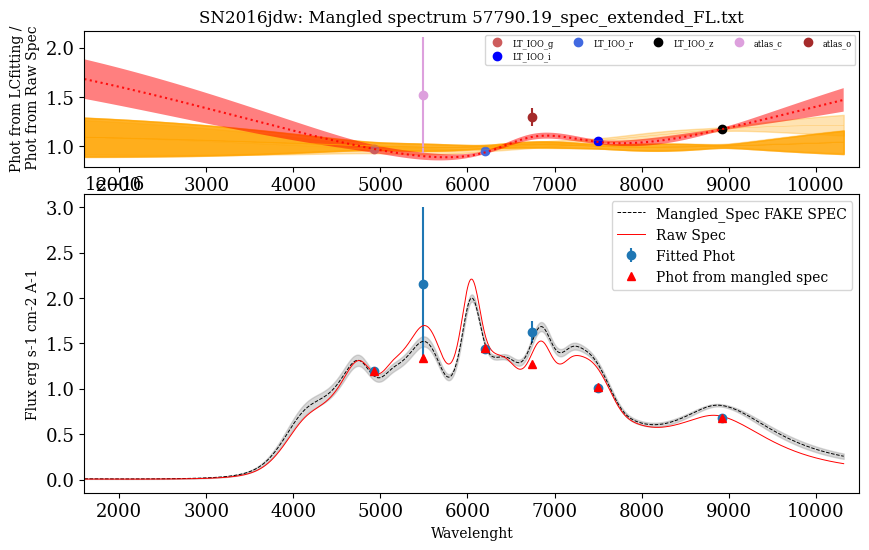 SN2016jdw: Mangled spectrum 57790.19_spec_extended_FL.txt
Phot from LCfitting /
Phot from Raw Spec
2.0
1.5
1.0
LT_IOO_g LT_IOO_r LT_IOO_z atlas_c atlas_o
LT_IOO_i
2000 3000 4000 5000 6000 7000 8000 9000 10000
1e−16
Flux erg s-1 cm-2 A-1
3.0
2.5
2.0
1.5
1.0
0.5
0.0
Mangled_Spec FAKE SPEC
Raw Spec
Fitted Phot
Phot from mangled spec
2000 3000 4000 5000 6000 7000 8000 9000 10000
Wavelenght